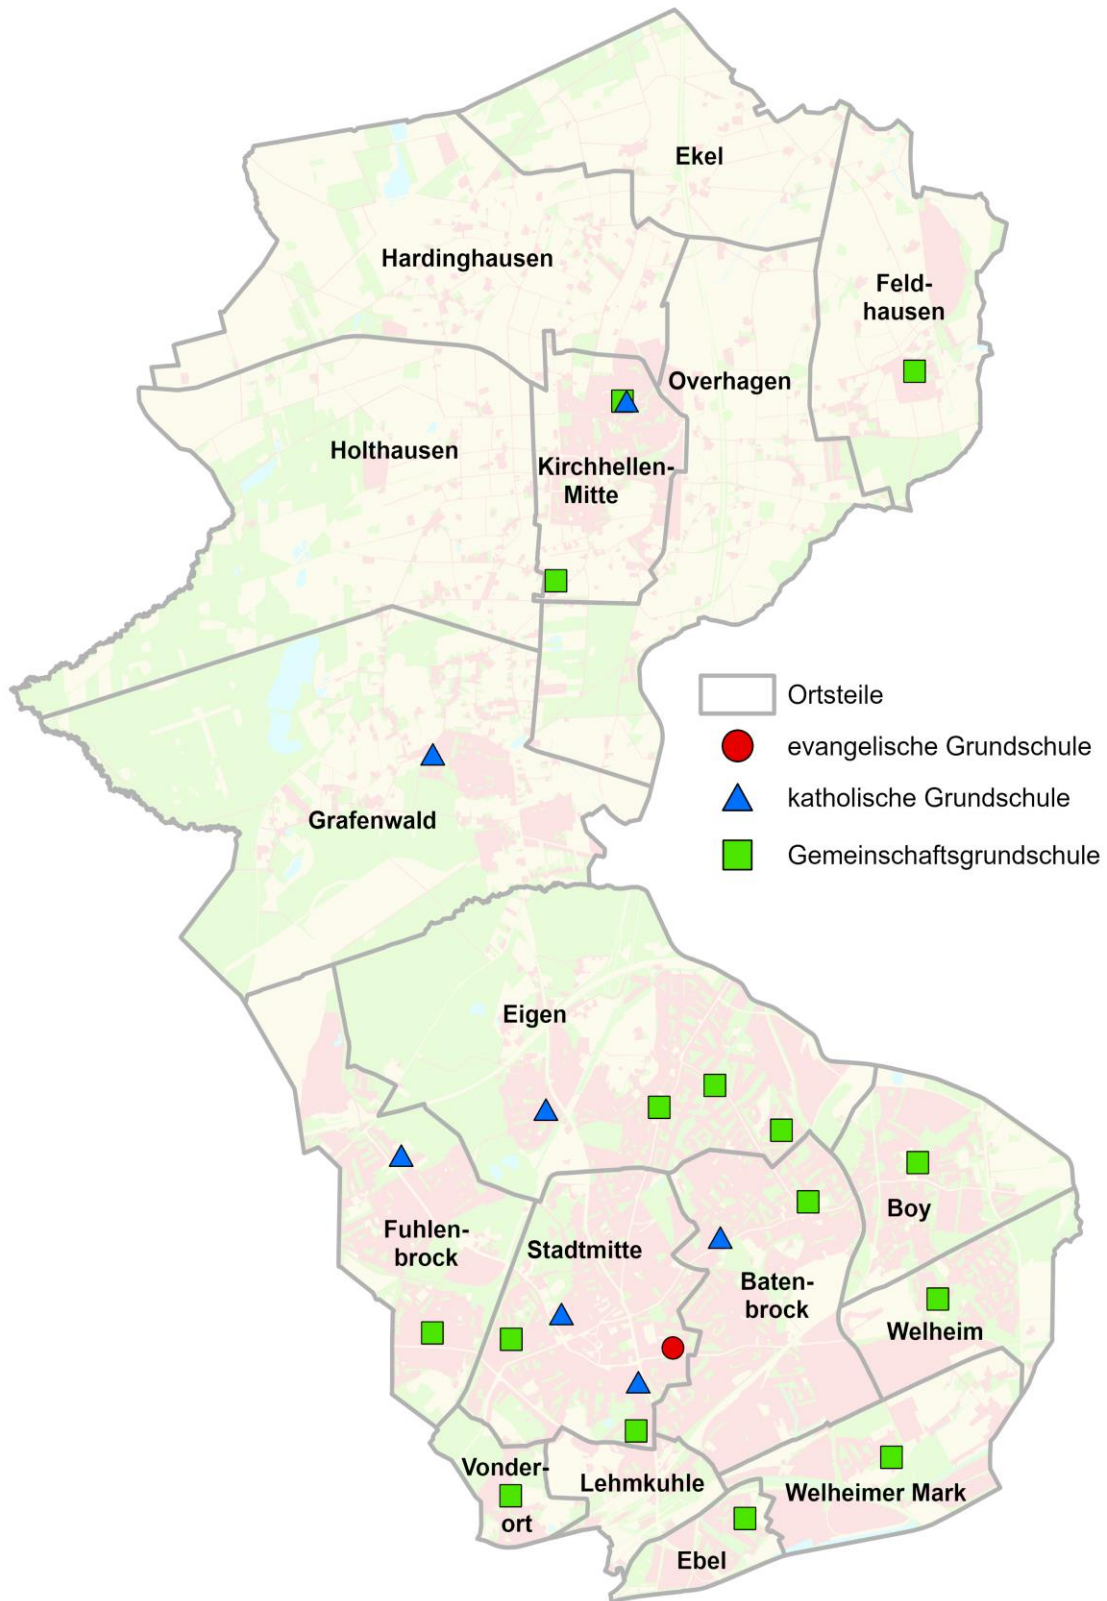 Ekel
Hardinghausen
Feld-
hausen
Overhagen
Holthausen
Kirchhellen-
Mitte
Ortsteile
evangelische Grundschule
katholische Grundschule
Gemeinschaftsgrundschule
Grafenwald
Eigen
Boy
Fuhlen-
brock
Stadtmitte
Baten-
brock
Welheim
Vonder-
ort
Lehmkuhle
Welheimer Mark
Ebel